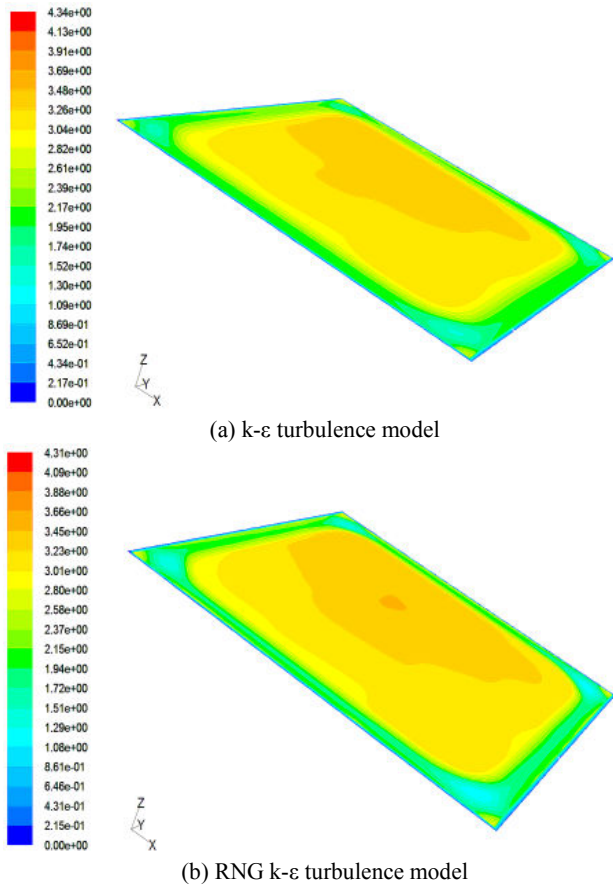 4.34e+00
4.13e+00
3.91e+00
3.69e+00
3.47e+00
3.26e+00
3.04e+00
2.82e+00
2.61e+00
2.39e+00
2.17e+00
1.95e+00
1.74e+00
1.52e+00
1.30e+00
1.09e+00
8.69e-01
6.52e-01
4.34e-01
2.17e-01
0.00e+00
Z
Y
X
(a) k-ε turbulence model
4.31e+00
4.09e+00
3.88e+00
3.66e+00
3.45e+00
3.23e+00
3.01e+00
2.80e+00
2.58e+00
2.37e+00
2.15e+00
1.94e+00
1.72e+00
1.51e+00
1.29e+00
1.08e+00
8.61e-01
6.46e-01
4.31e-01
2.15e-01
0.00e+00
Z
Y
X
(b) RNG k-ε turbulence model